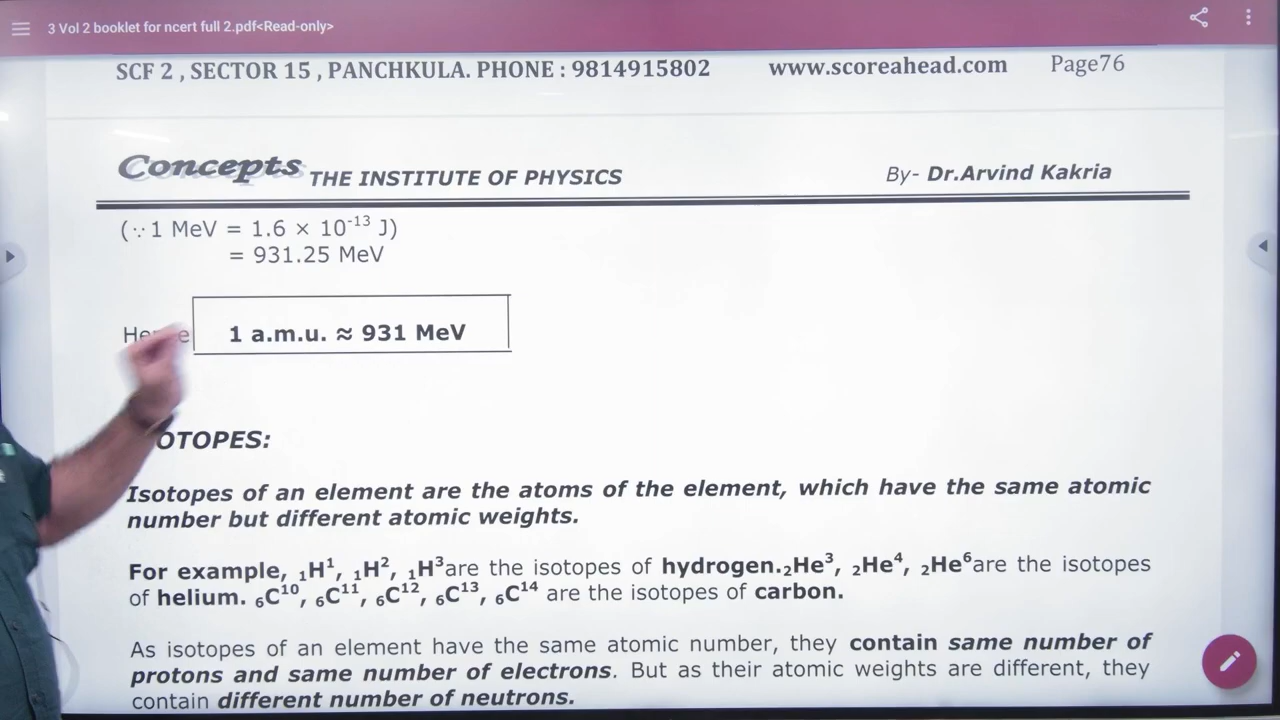 3 Vol 2 booklet for ncert full 2.pdf<Read-only>
SCF 2 , SECTOR 15 , PANCHKULA. PHONE : 9814915802 www.scoreahead.com Page76
Concepts THE INSTITUTE OF PHYSICS By- Dr.Arvind Kakria
(∵1 MeV = 1.6 × 10⁻¹³ J)
= 931.25 MeV
1 a.m.u. ≈ 931 MeV
OTOPES:
Isotopes of an element are the atoms of the element, which have the same atomic
number but different atomic weights.
For example, ₁H¹, ₁H², ₁H³are the isotopes of hydrogen.₂He³, ₂He⁴, ₂He⁶are the isotopes
of helium. ₆C¹⁰, ₆C¹¹, ₆C¹², ₆C¹³, ₆C¹⁴ are the isotopes of carbon.
As isotopes of an element have the same atomic number, they contain same number of
protons and same number of electrons. But as their atomic weights are different, they
contain different number of neutrons.